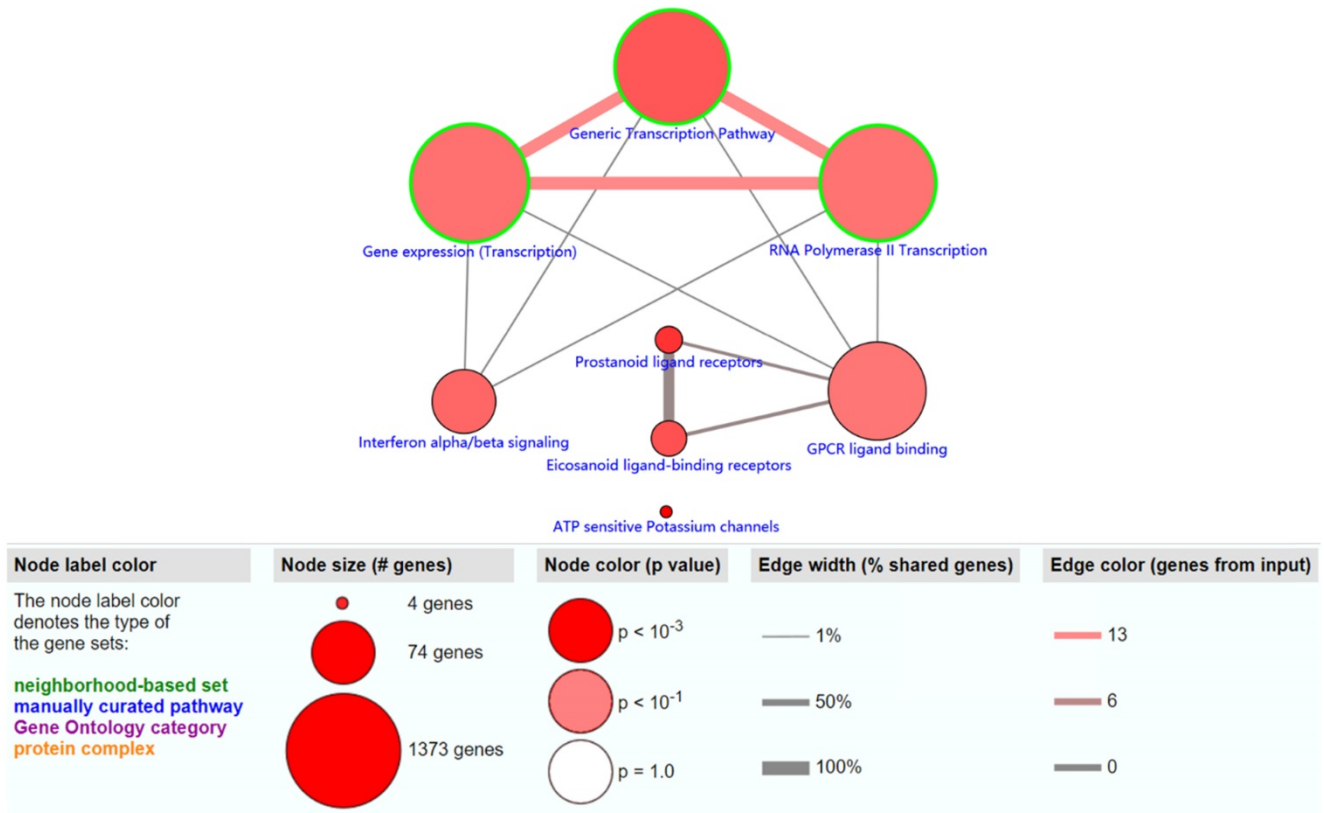 Generic Transcription Pathway
Gene expression (Transcription)
RNA Polymerase II Transcription
Prostanoid ligand receptors
Interferon alpha/beta signaling
GPCR ligand binding
Eicosanoid ligand-binding receptors
ATP sensitive Potassium channels
Node label color
The node label color
denotes the type of
the gene sets:
neighborhood-based set
manually curated pathway
Gene Ontology category
protein complex
Node size (# genes)
4 genes
74 genes
1373 genes
Node color (p value)
p < 10-3
p < 10-1
p = 1.0
Edge width (% shared genes)
1%
50%
100%
Edge color (genes from input)
13
6
0